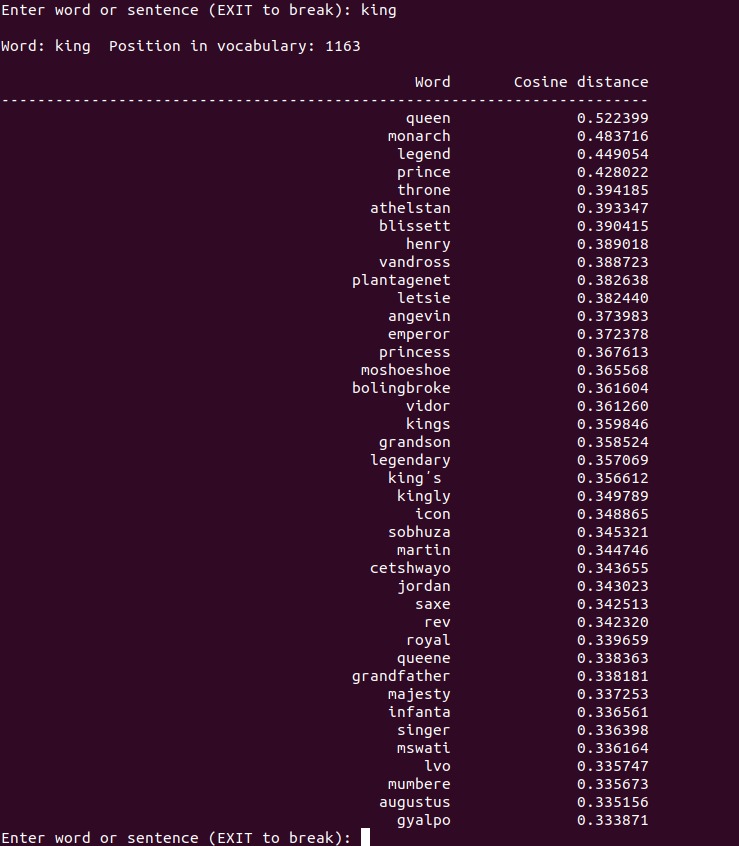 Enter word or sentence (EXIT to break): king
Word: king  Position in vocabulary: 1163
Word       Cosine distance
------------------------------------------------------------------------
queen 0.522399
monarch 0.483716
legend 0.449054
prince 0.428022
throne 0.394185
athelstan 0.393347
blissett 0.390415
henry 0.389018
vandross 0.388723
plantagenet 0.382638
letsie 0.382440
angevin 0.373983
emperor 0.372378
princess 0.367613
moshoeshoe 0.365568
bolingbroke 0.361604
vidor 0.361260
kings 0.359846
grandson 0.358524
legendary 0.357069
king′s 0.356612
kingly 0.349789
icon 0.348865
sobhuza 0.345321
martin 0.344746
cetshwayo 0.343655
jordan 0.343023
saxe 0.342513
rev 0.342320
royal 0.339659
queene 0.338363
grandfather 0.338181
majesty 0.337253
infanta 0.336561
singer 0.336398
mswati 0.336164
lvo 0.335747
mumbere 0.335673
augustus 0.335156
gyalpo 0.333871
Enter word or sentence (EXIT to break):